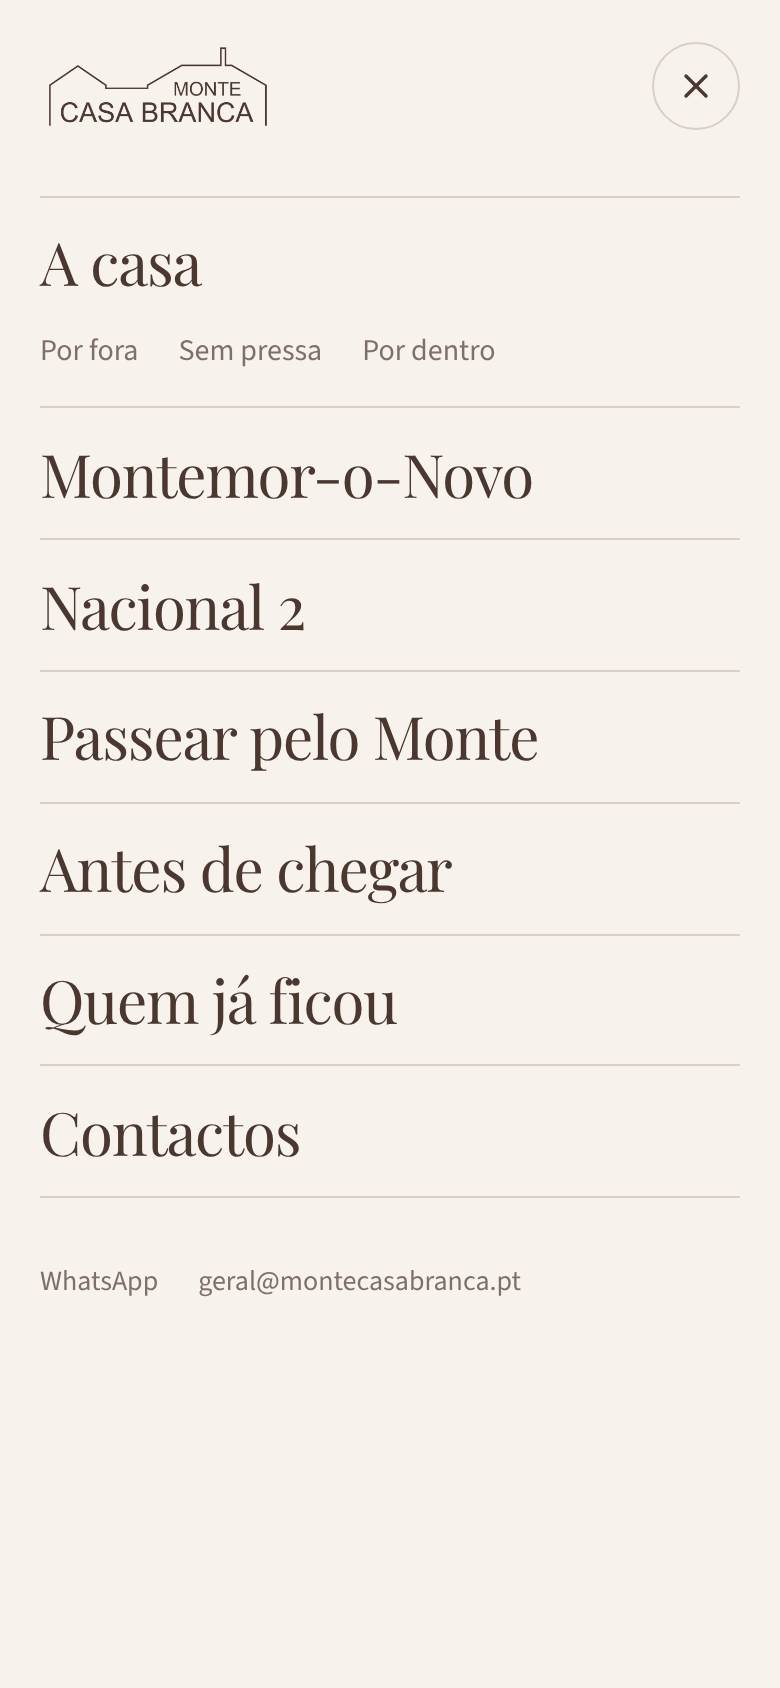 MONTE
CASA BRANCA
A casa
Por fora Sem pressa Por dentro
Montemor-o-Novo
Nacional 2
Passear pelo Monte
Antes de chegar
Quem já ficou
Contactos
WhatsApp geral@montecasabranca.pt